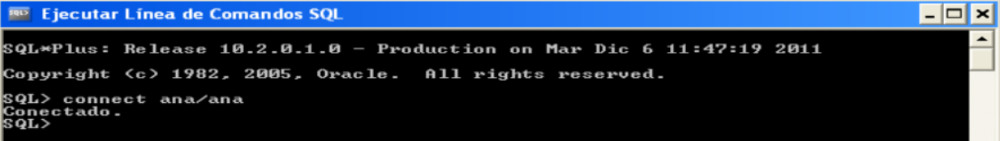 SQL> Ejecutar Línea de Comandos SQL
SQL*Plus: Release 10.2.0.1.0 - Production on Mar Dic 6 11:47:19 2011
Copyright (c) 1982, 2005, Oracle.  All rights reserved.
SQL> connect ana/ana
Conectado.
SQL>